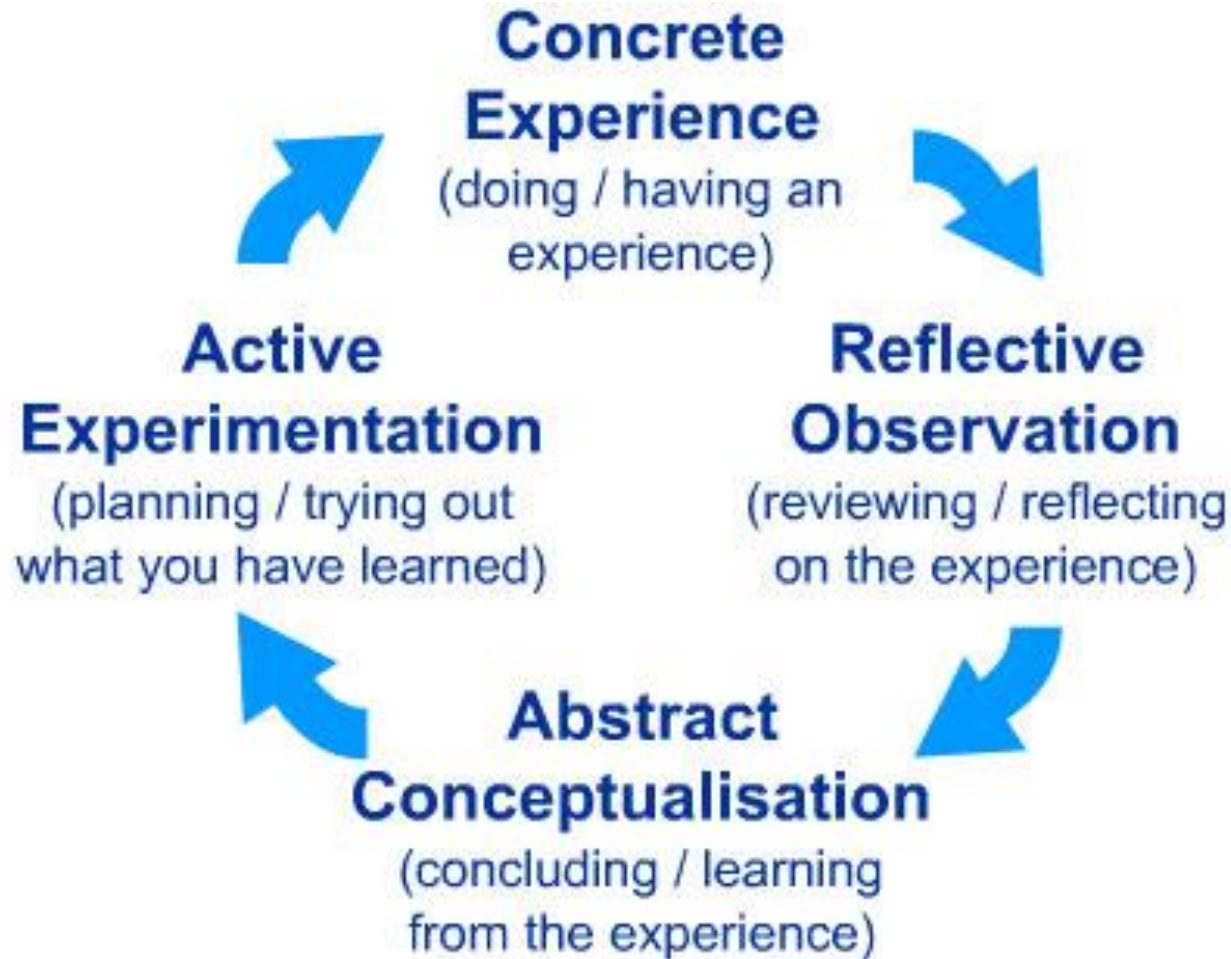 Concrete
Experience
(doing / having an
experience)
Reflective
Observation
(reviewing / reflecting
on the experience)
Abstract
Conceptualisation
(concluding / learning
from the experience)
Active
Experimentation
(planning / trying out
what you have learned)